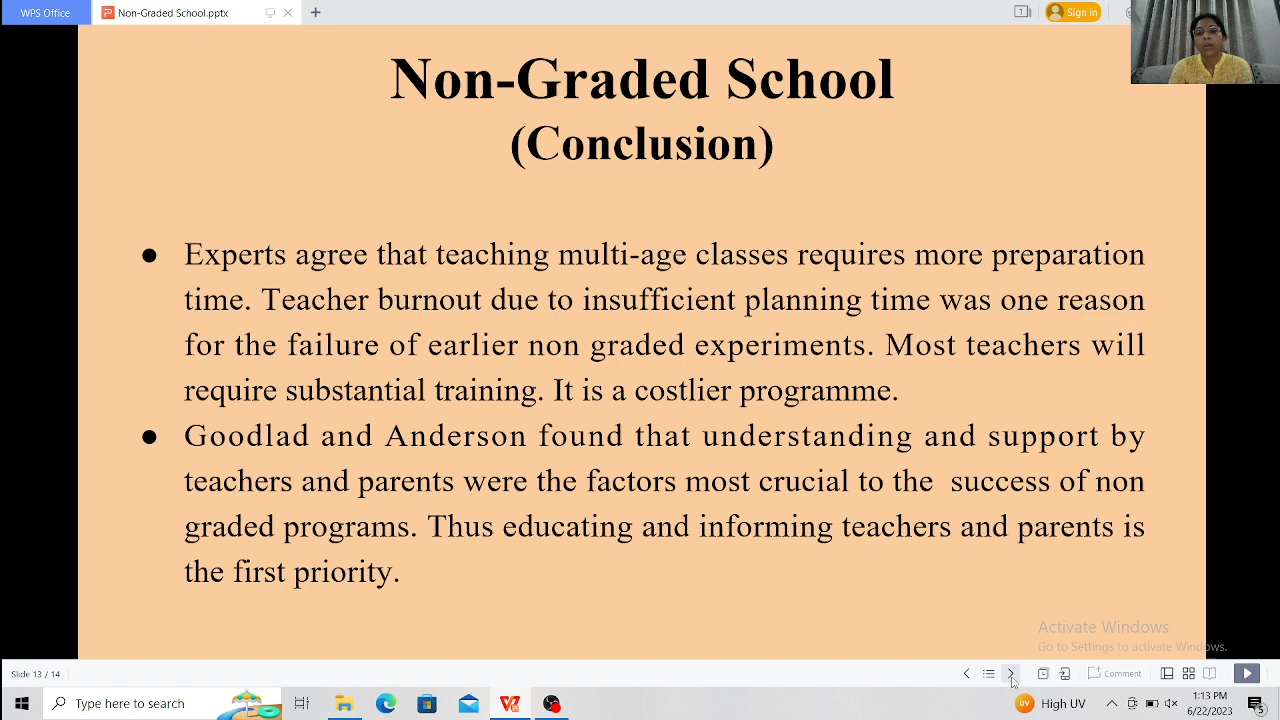 WPS Office
Non-Graded School.pptx
1
Sign in
Non-Graded School
(Conclusion)
● Experts agree that teaching multi-age classes requires more preparation
time. Teacher burnout due to insufficient planning time was one reason
for the failure of earlier non graded experiments. Most teachers will
require substantial training. It is a costlier programme.
● Goodlad and Anderson found that understanding and support by
teachers and parents were the factors most crucial to the success of non
graded programs. Thus educating and informing teachers and parents is
the first priority.
Activate Windows
Go to Settings to activate Windows.
Slide 13 / 14
Comment
Type here to search
UV
High UV
1:13 PM
6/22/2023
5